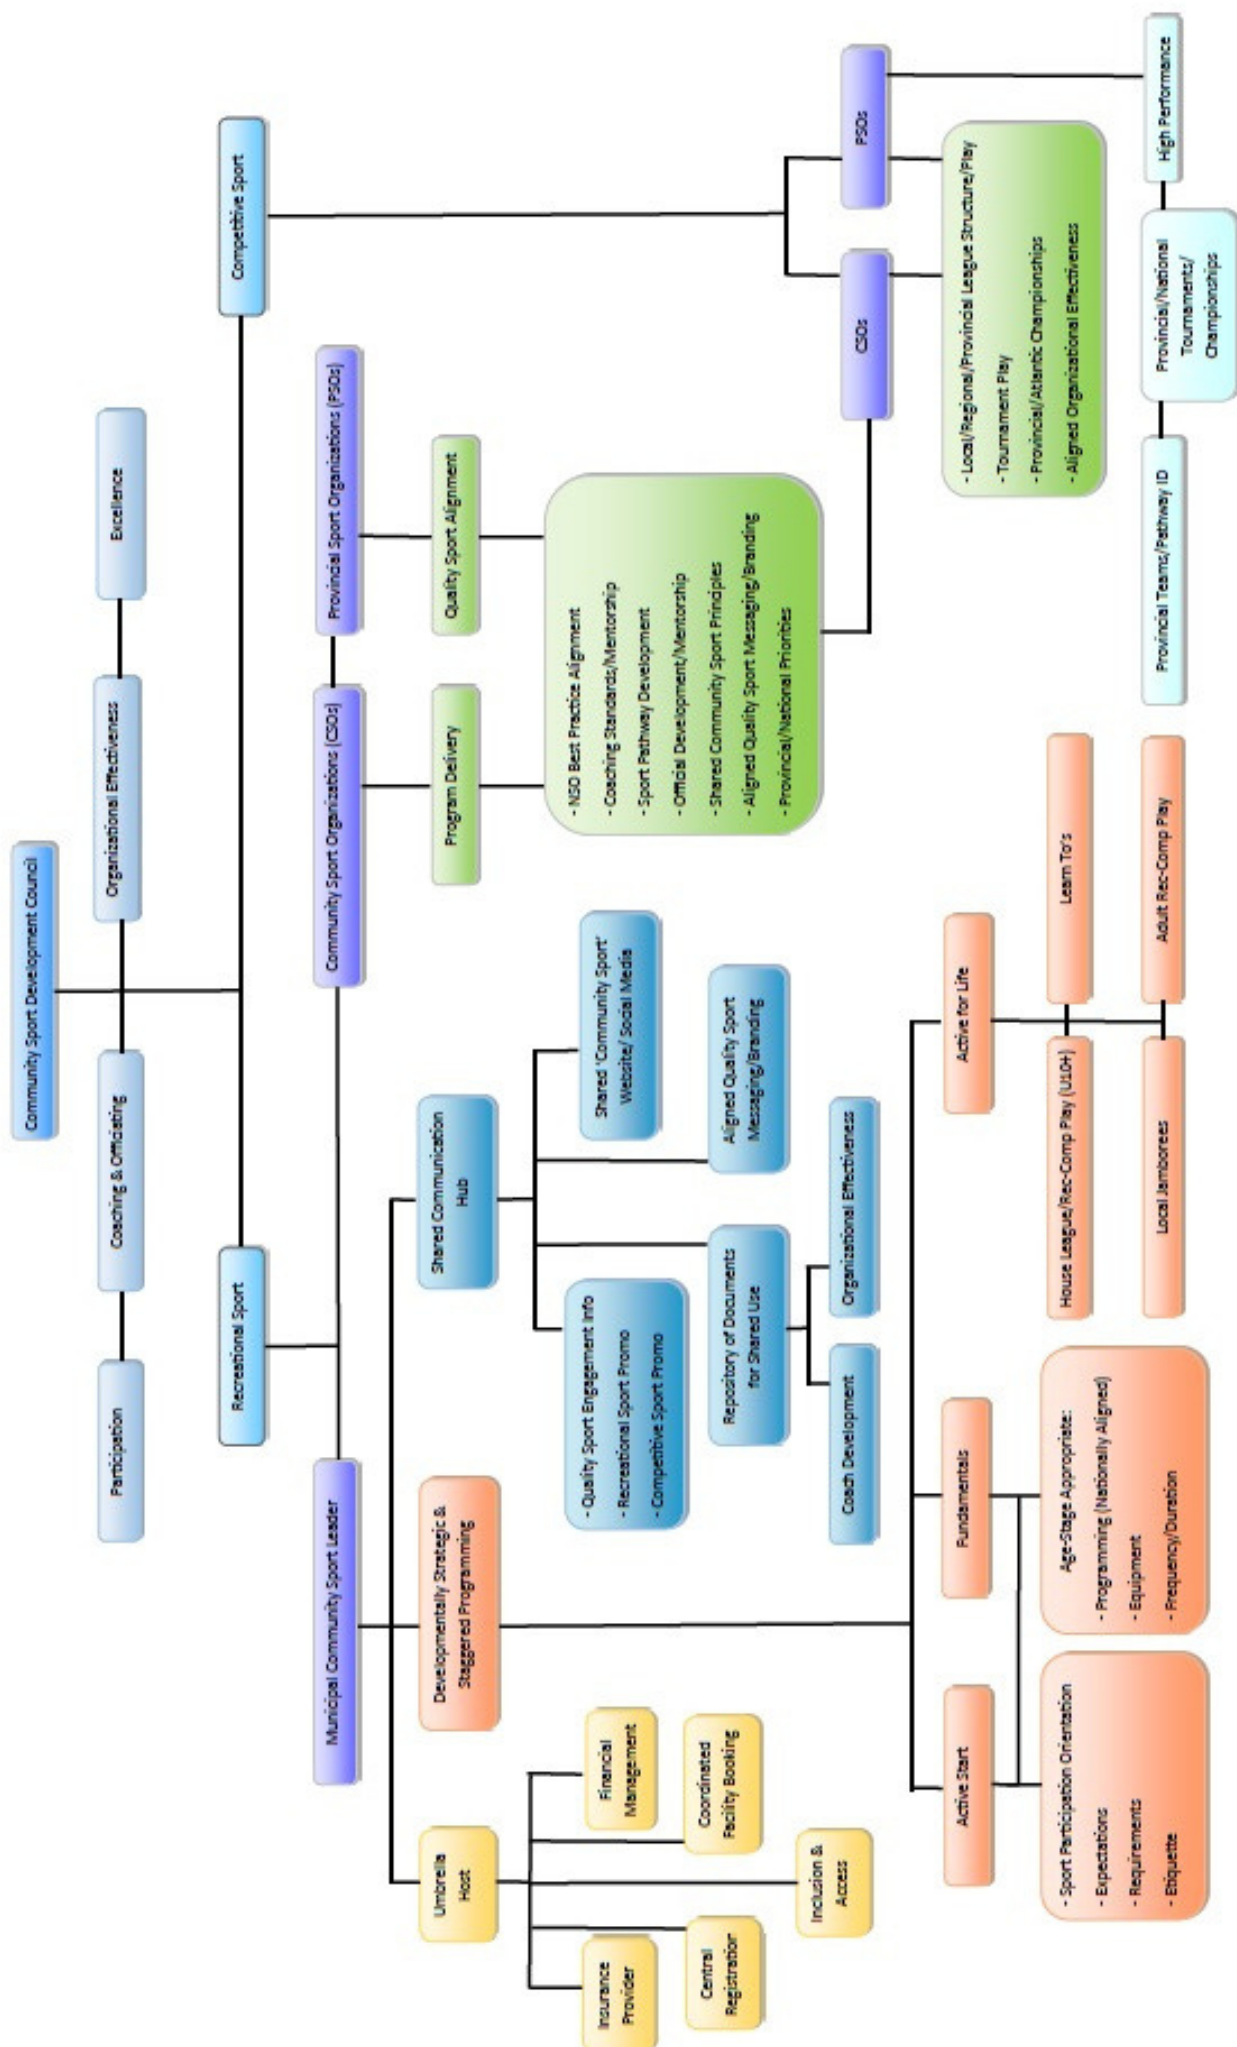 Community Sport Development Council
Participation
Coaching & Officiating
Organizational Effectiveness
Excellence
Recreational Sport
Competitive Sport
Municipal Community Sport Leader
Community Sport Organizations (CSOs)
Provincial Sport Organizations (PSOs)
Umbrella
Host
Developmentally Strategic &
Staggered Programming
Shared Communication
Hub
Program Delivery
Quality Sport Alignment
Insurance
Provider
Financial
Management
Central
Registration
Coordinated
Facility Booking
Inclusion &
Access
- Quality Sport Engagement Info
- Recreational Sport Promo
- Competitive Sport Promo
Shared 'Community Sport'
Website/ Social Media
Repository of Documents
for Shared Use
Aligned Quality Sport
Messaging/Branding
Coach Development
Organizational Effectiveness
- NSO Best Practice Alignment
- Coaching Standards/Mentorship
- Sport Pathway Development
- Official Development/Mentorship
- Shared Community Sport Principles
- Aligned Quality Sport Messaging/Branding
- Provincial/National Priorities
CSOs
PSOs
- Local/Regional/Provincial League Structure/Play
- Tournament Play
- Provincial/Atlantic Championships
- Aligned Organizational Effectiveness
Active Start
Fundamentals
Active for Life
- Sport Participation Orientation
- Expectations
- Requirements
- Etiquette
Age-Stage Appropriate:
- Programming (Nationally Aligned)
- Equipment
- Frequency/Duration
House League/Rec-Comp Play (U10+)
Learn To's
Local Jamborees
Adult Rec-Comp Play
Provincial Teams/Pathway ID
Provincial/National
Tournaments/
Championships
High Performance